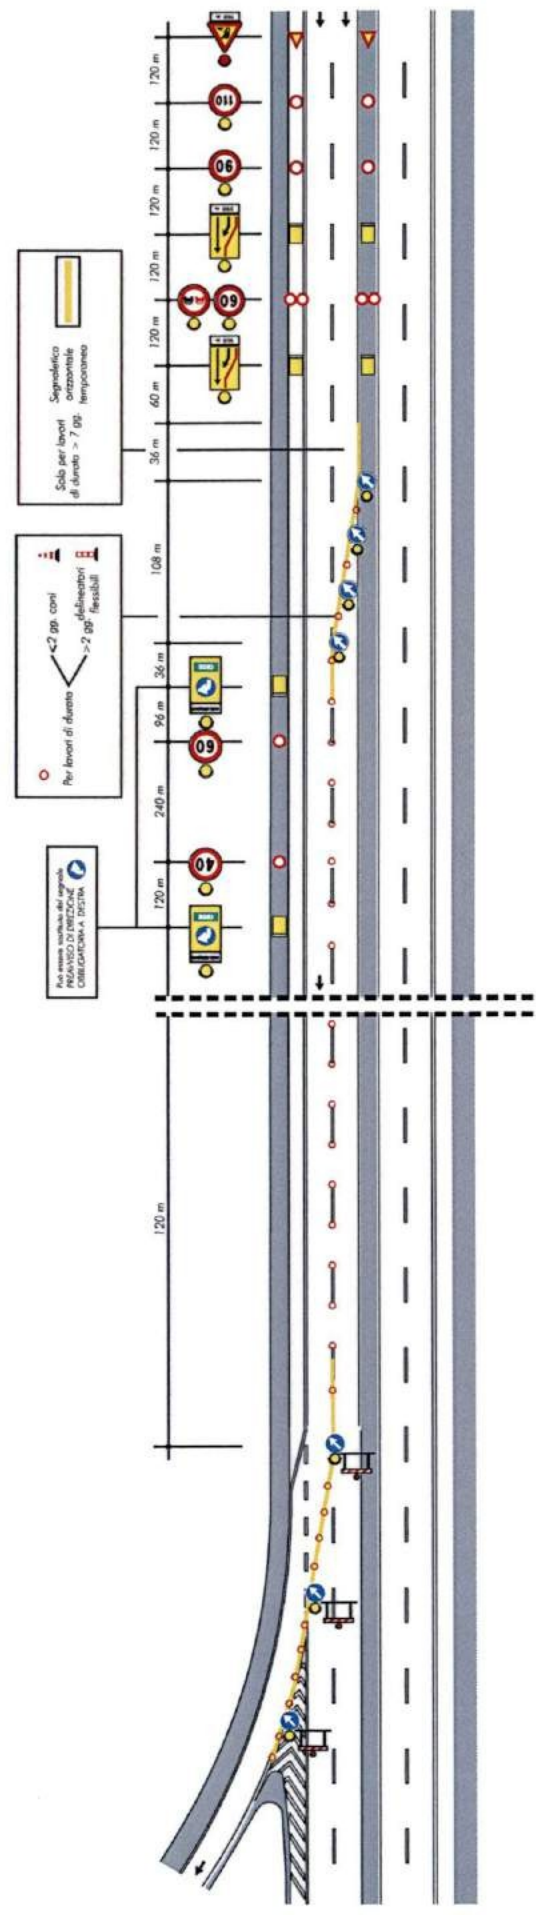 120 m
110
120 m
90
120 m
120 m
60
120 m
60 m
36 m
108 m
36 m
96 m
60
240 m
40
120 m
120 m
Solo per lavori
di durata > 7 gg.
Segnaletica
orizzontale
temporanea
Per lavori di durata
<2 gg. coni
>2 gg. delineatori
flessibili
Può essere sostituito dal segnale
PREAVVISO DI DIREZIONE
OBBLIGATORIA A DESTRA